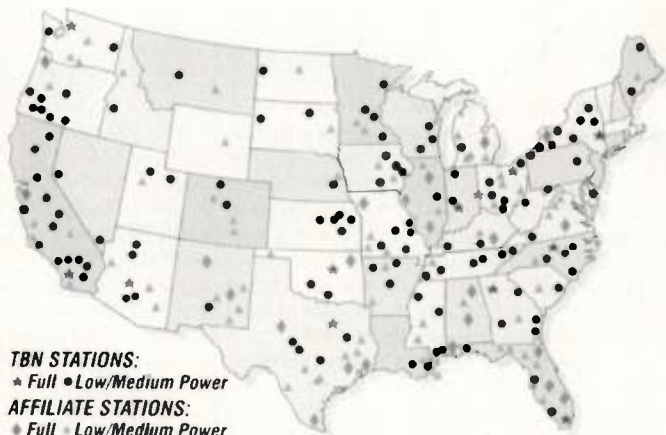 TBN STATIONS:
★ Full ● Low/Medium Power
AFFILIATE STATIONS:
♦ Full ▲ Low/Medium Power